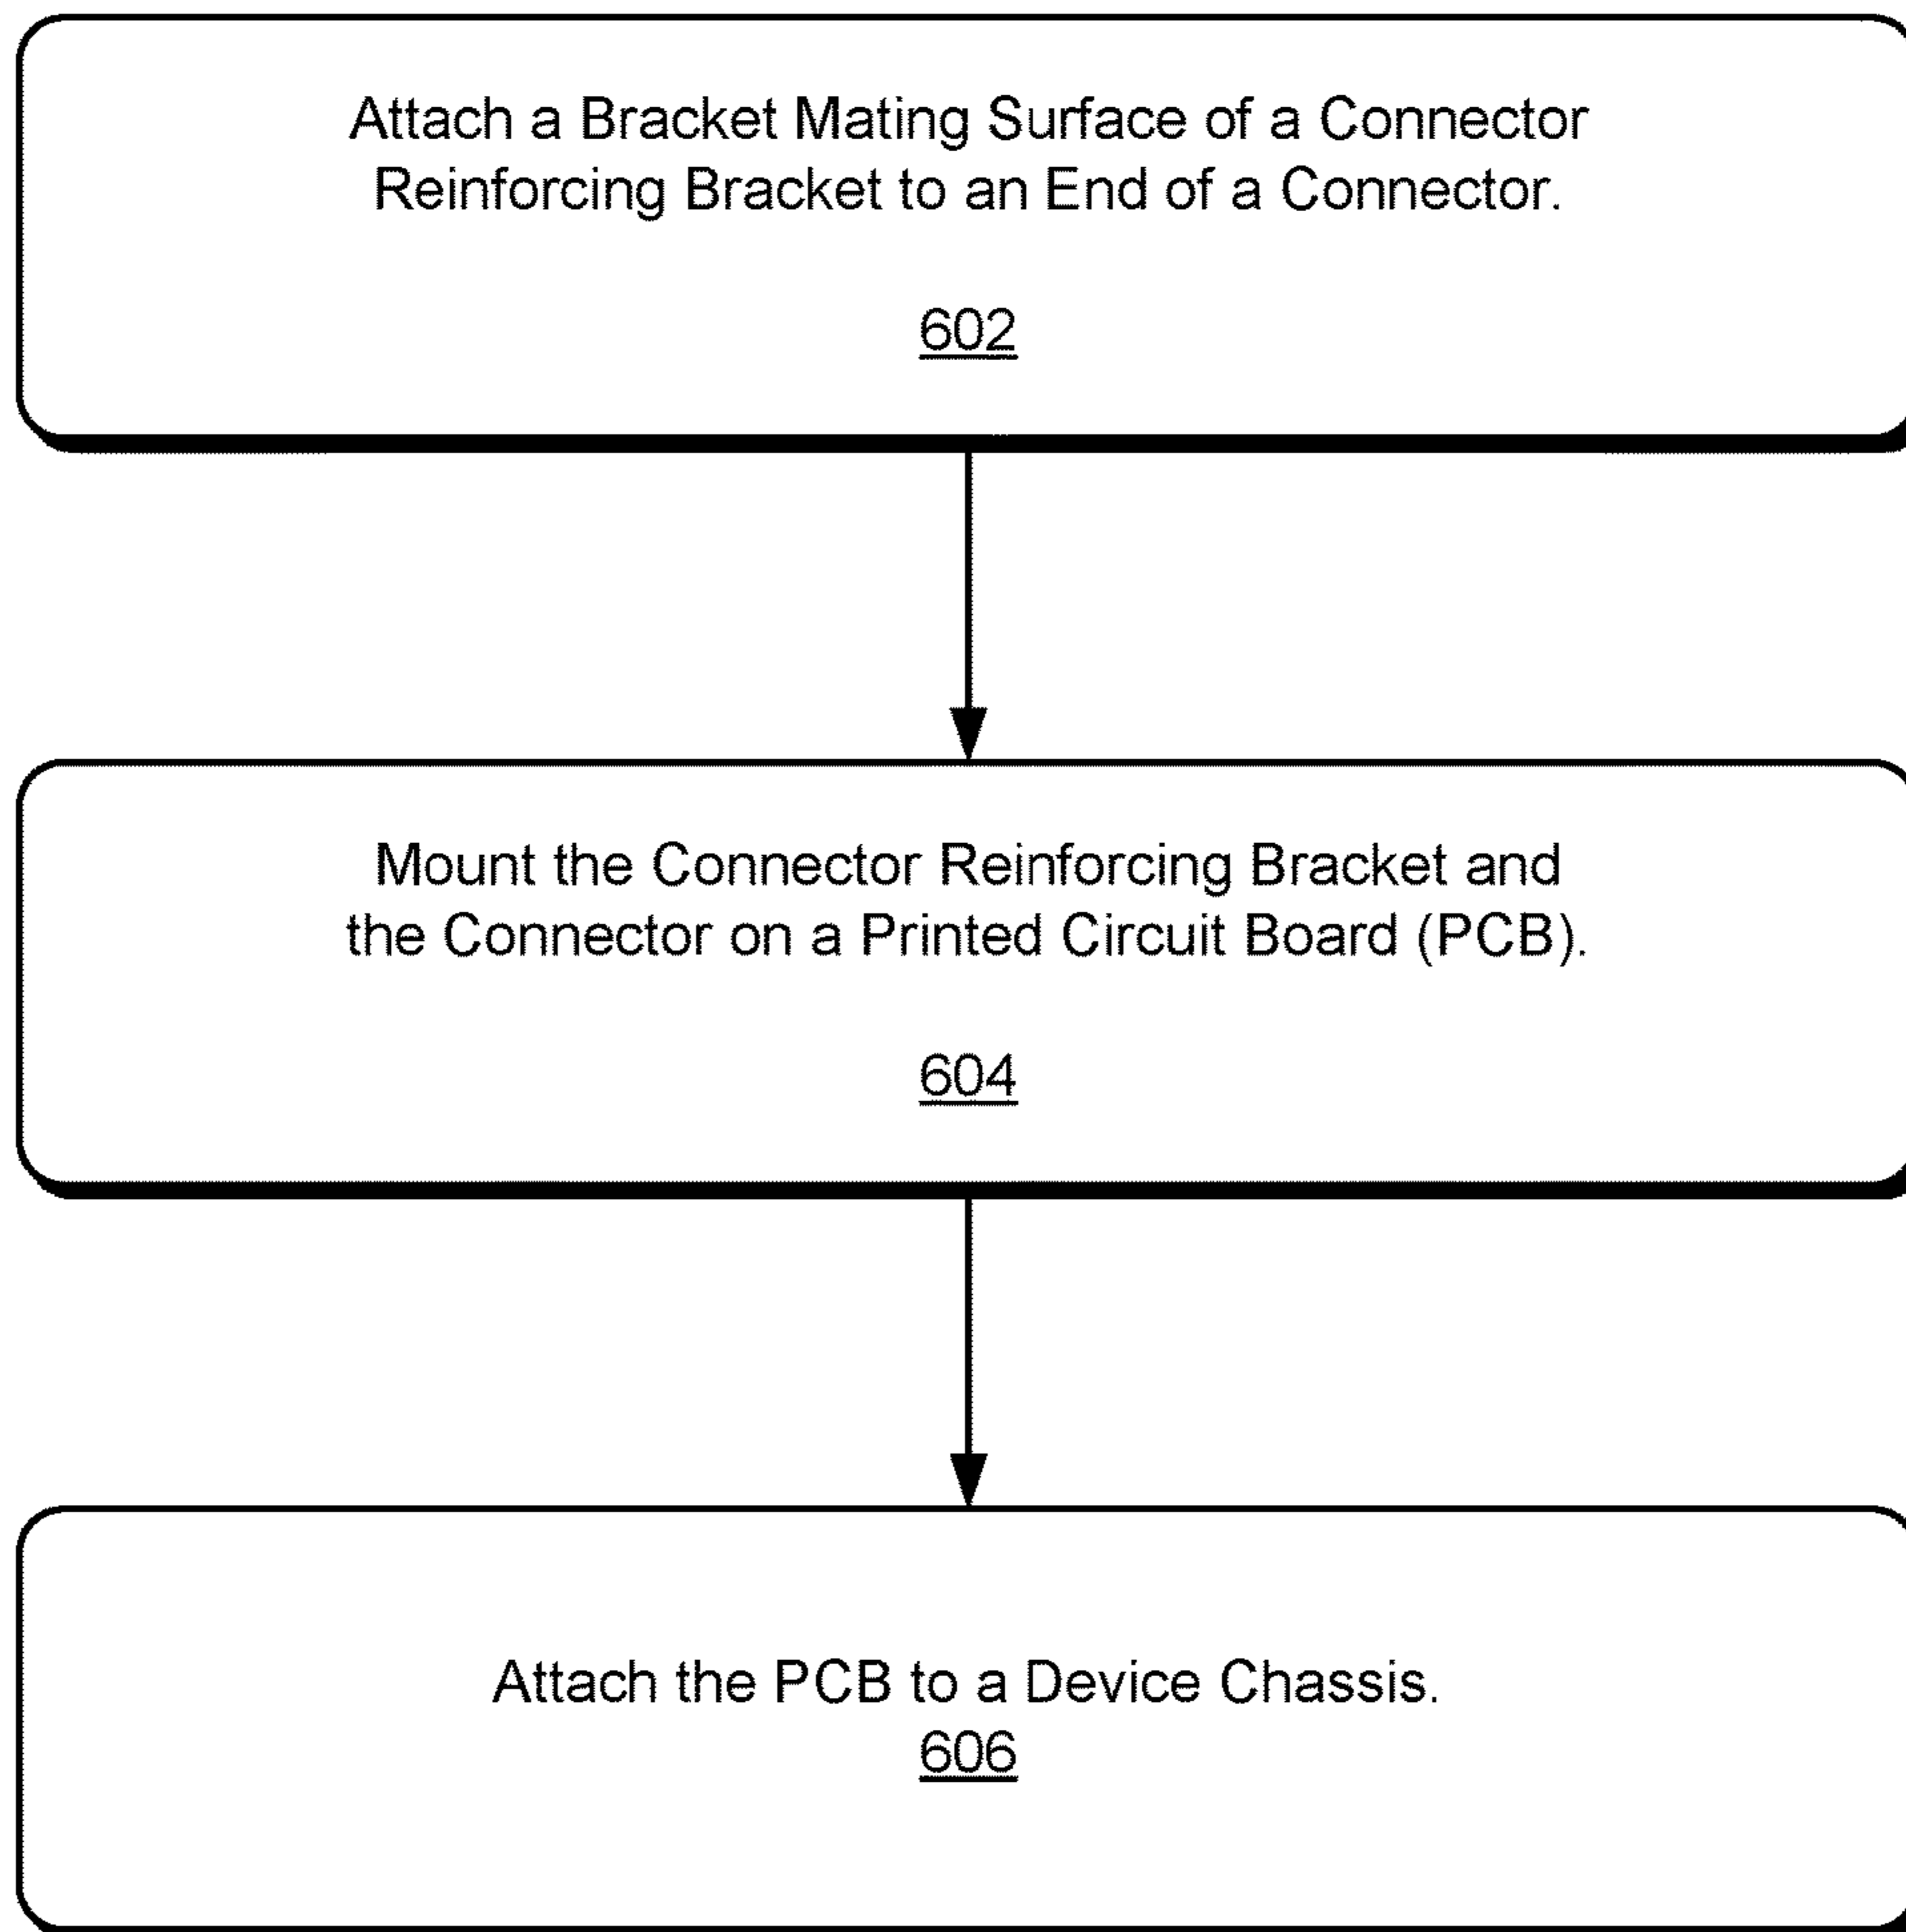 Attach a Bracket Mating Surface of a Connector
Reinforcing Bracket to an End of a Connector.
602
Mount the Connector Reinforcing Bracket and
the Connector on a Printed Circuit Board (PCB).
604
Attach the PCB to a Device Chassis.
606